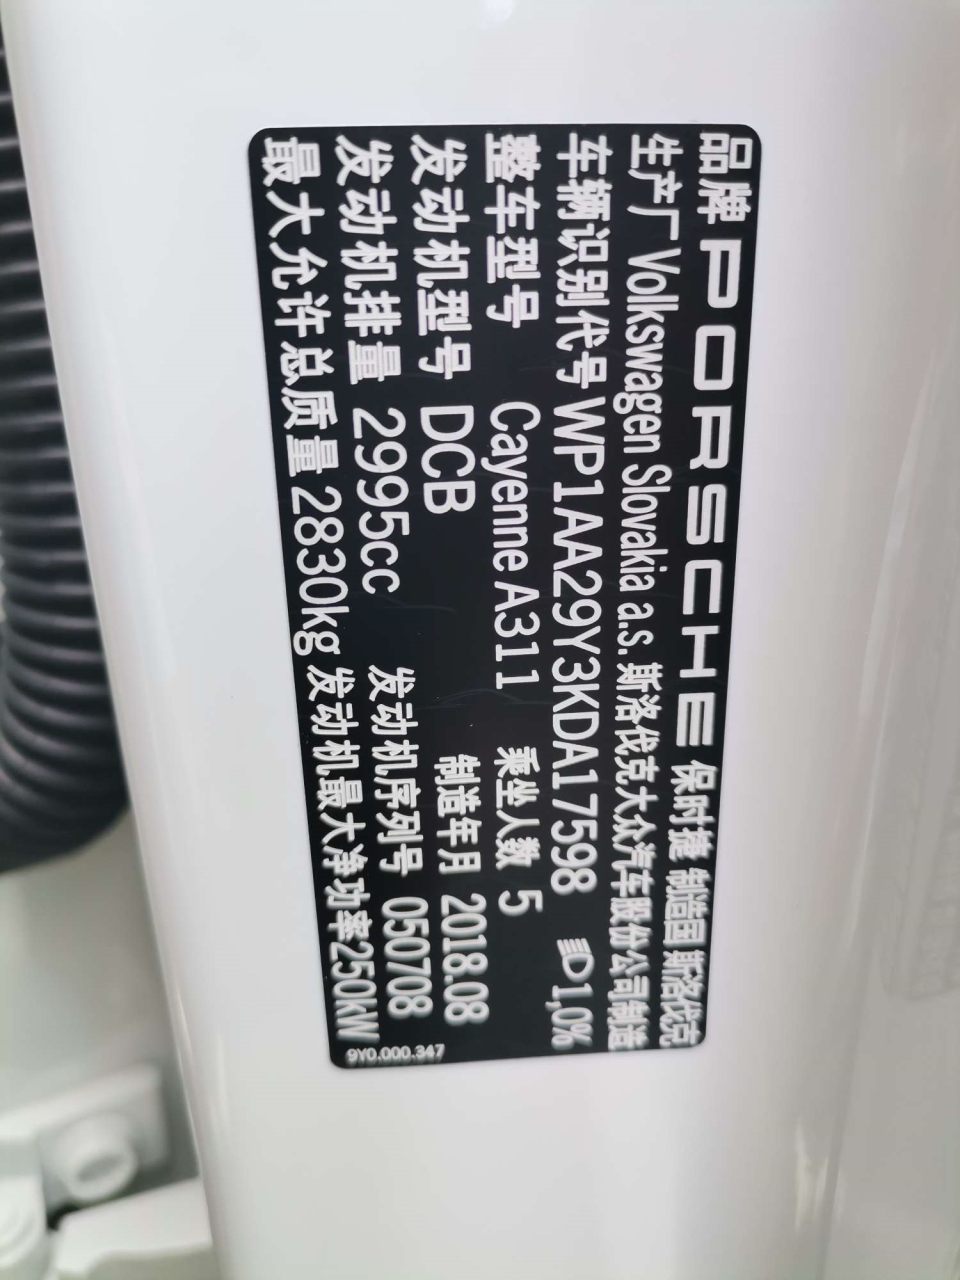 品牌 PORSCHE 保时捷 制造国 斯洛伐克
生产厂 Volkswagen Slovakia a.s. 斯洛伐克大众汽车股份公司制造
车辆识别代号 WP1AA29Y3KDA17598 1,0%
整车型号 Cayenne A311 乘坐人数 5
发动机型号 DCB 制造年月 2018.08
发动机排量 2995cc 发动机序列号 050708
最大允许总质量 2830kg 发动机最大净功率250kW
9Y0.000.347